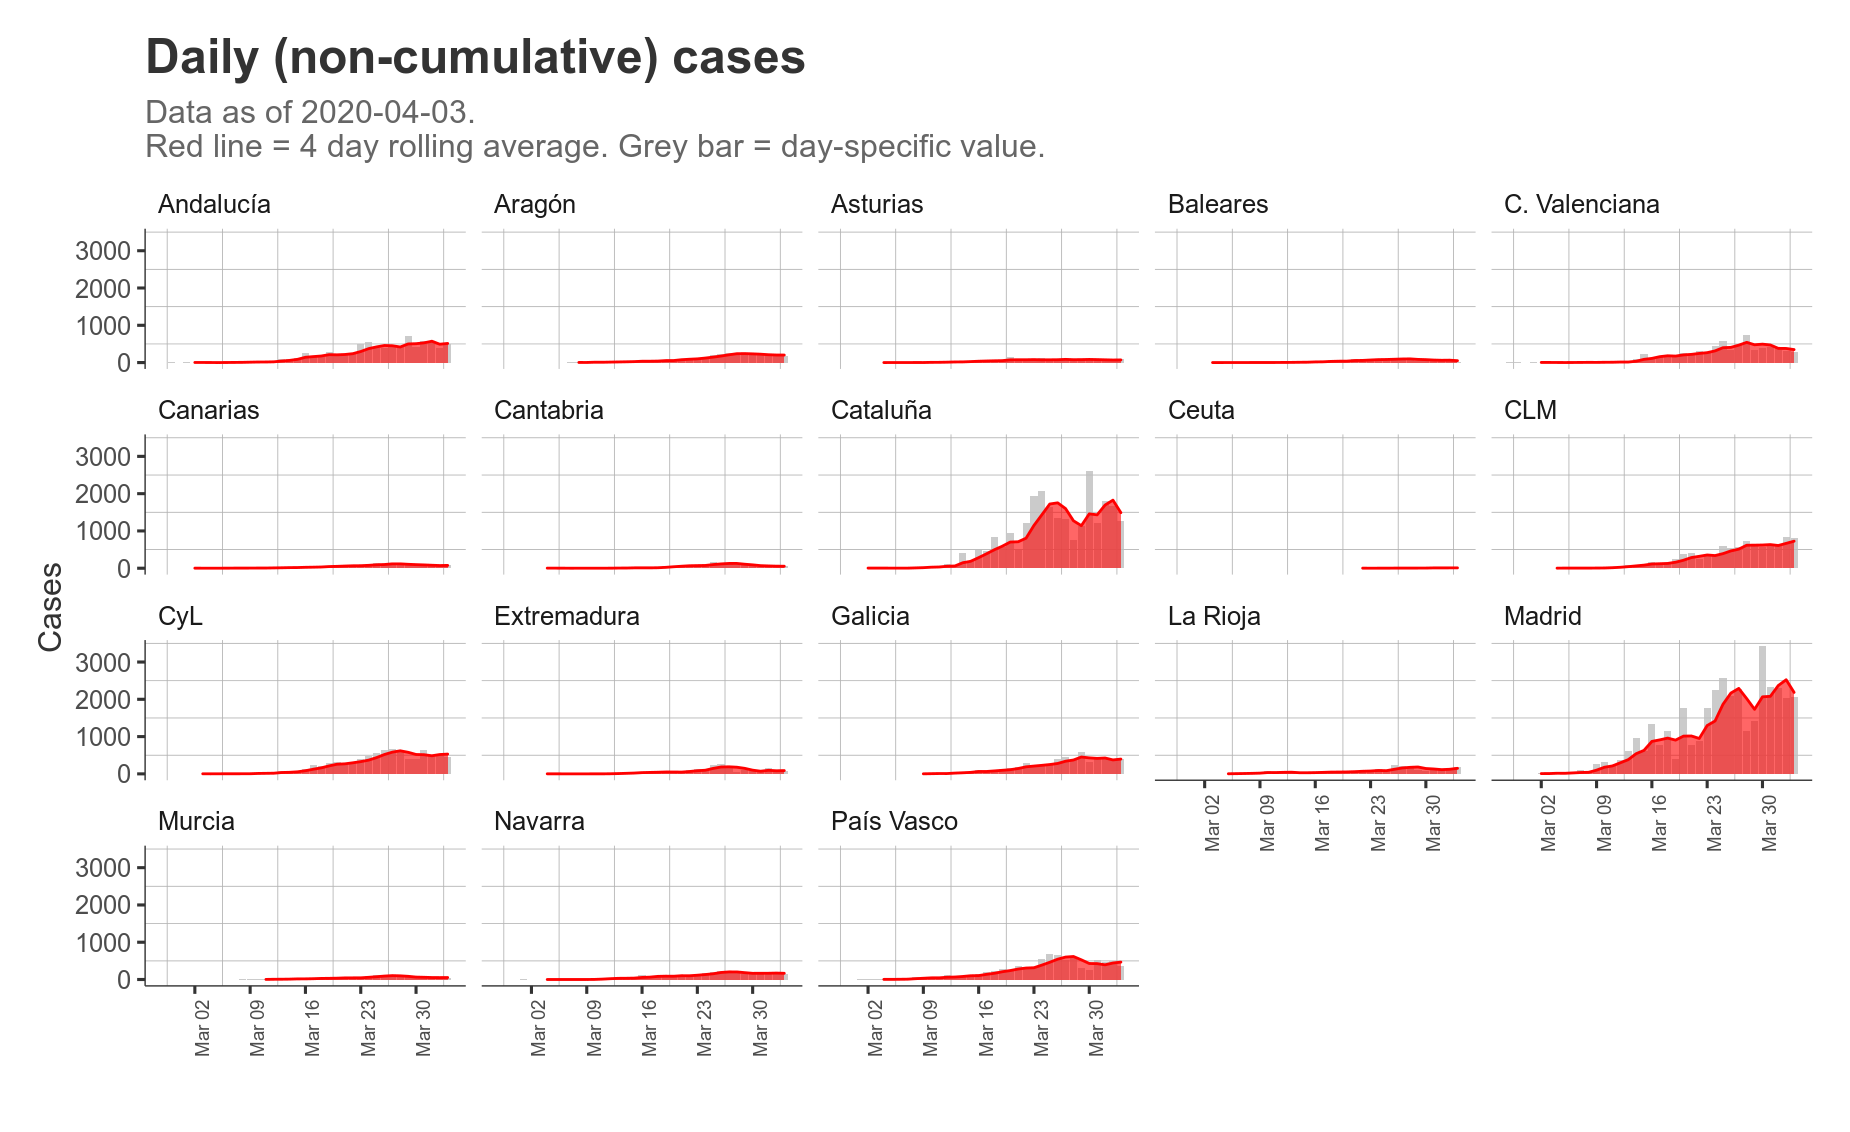 Daily (non-cumulative) cases
Data as of 2020-04-03.
Red line = 4 day rolling average. Grey bar = day-specific value.
Andalucía Aragón Asturias Baleares C. Valenciana
3000
2000
1000
0
Canarias Cantabria Cataluña Ceuta CLM
3000
2000
1000
0
Cases
CyL Extremadura Galicia La Rioja Madrid
3000
2000
1000
0
Mar 02 Mar 09 Mar 16 Mar 23 Mar 30 Mar 02 Mar 09 Mar 16 Mar 23 Mar 30
Murcia Navarra País Vasco
3000
2000
1000
0
Mar 02 Mar 09 Mar 16 Mar 23 Mar 30 Mar 02 Mar 09 Mar 16 Mar 23 Mar 30 Mar 02 Mar 09 Mar 16 Mar 23 Mar 30